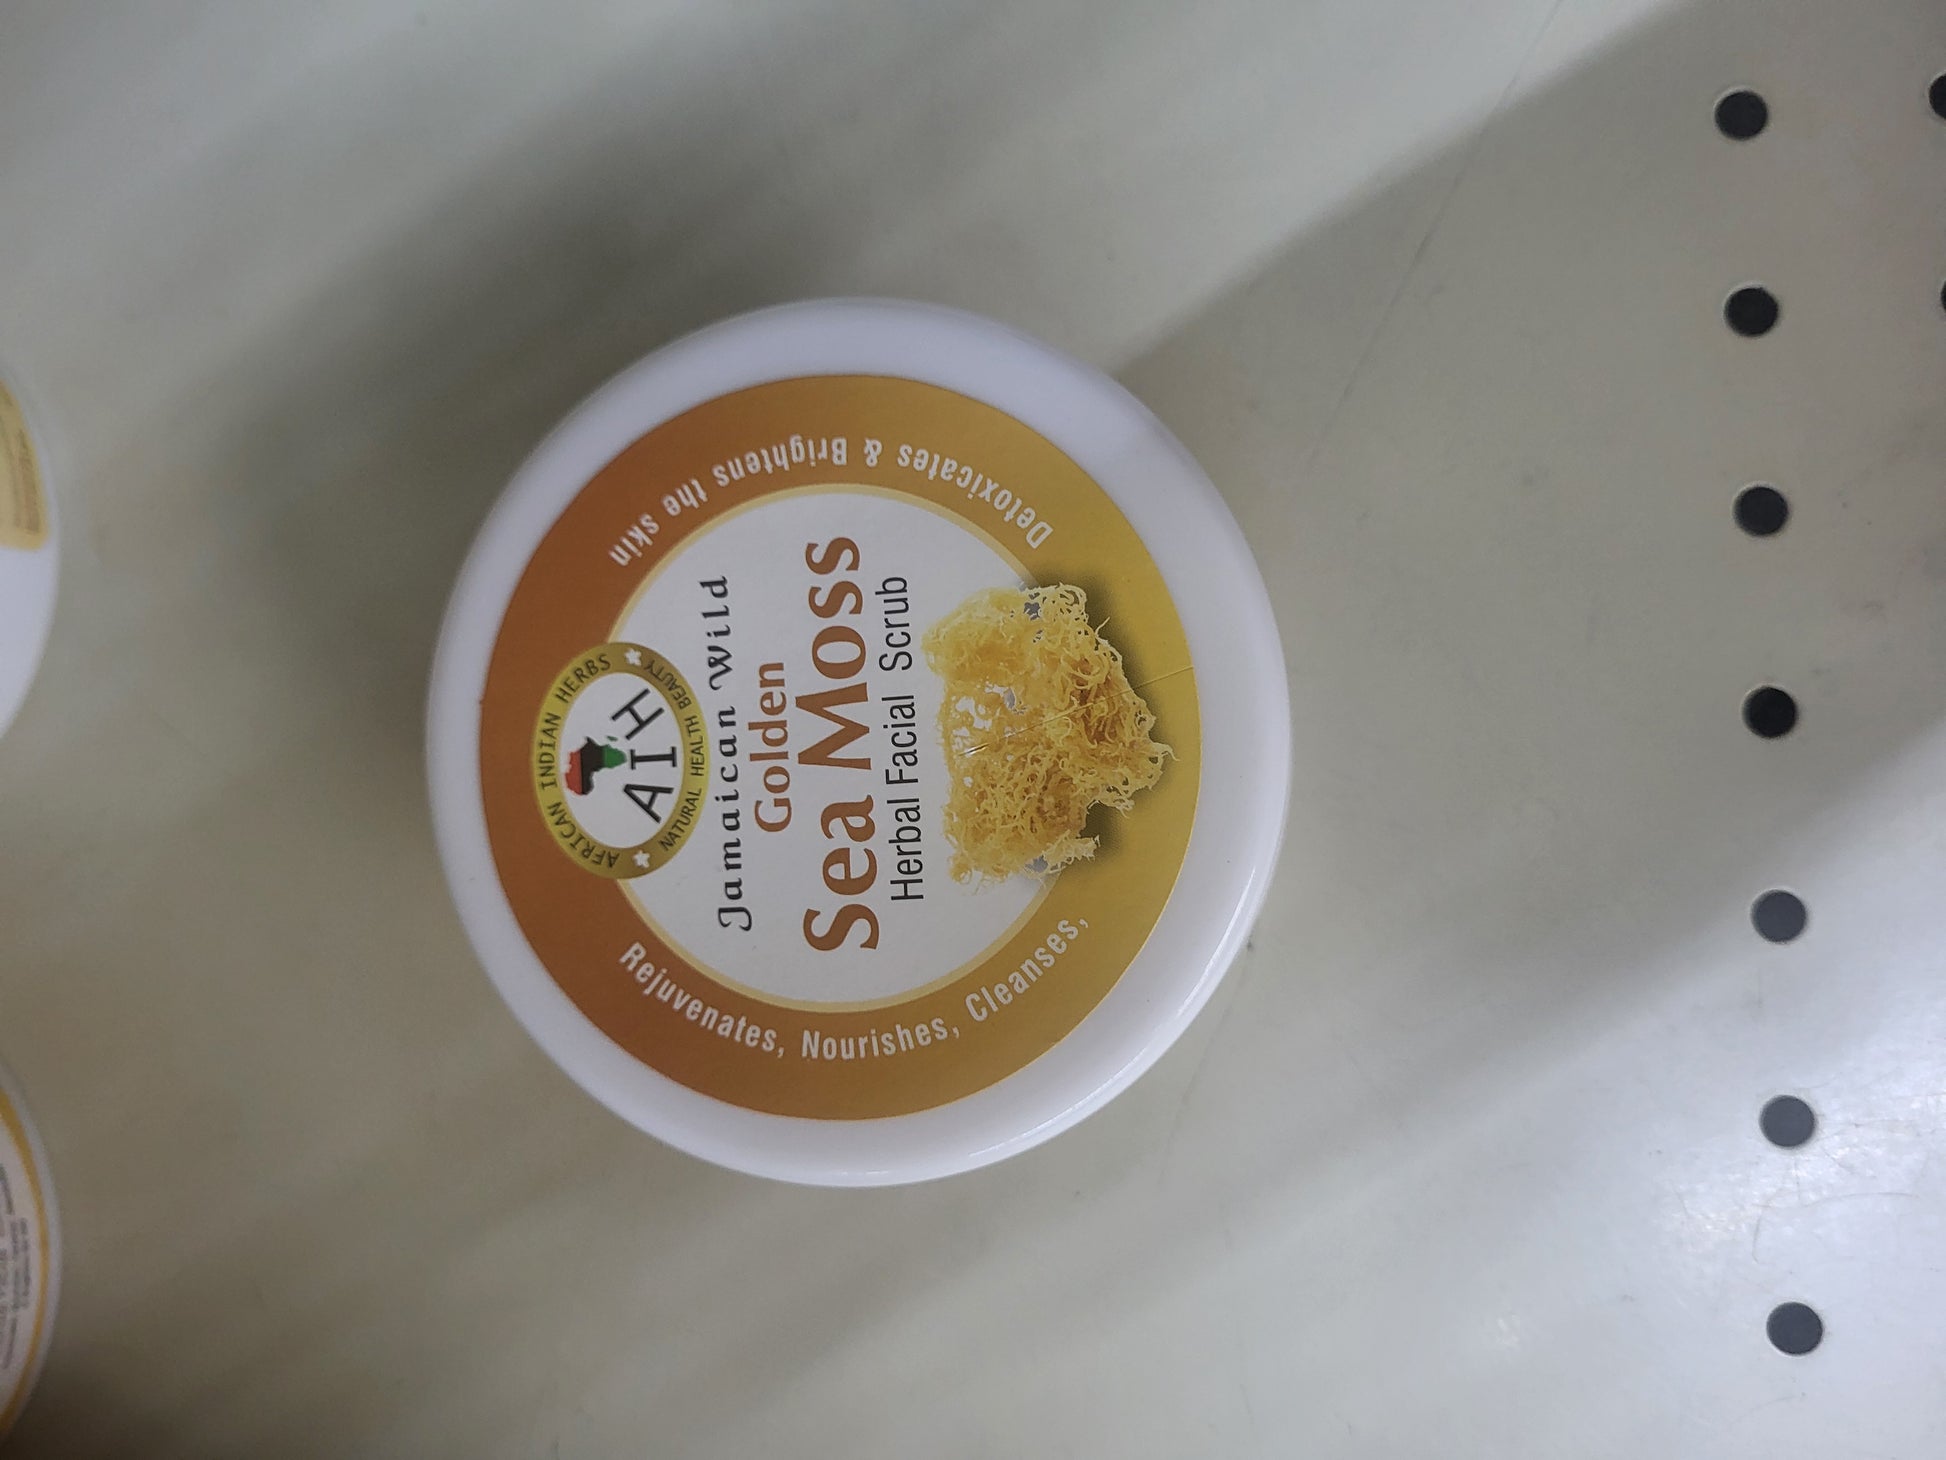 AFRICAN INDIAN HERBS
AIH
NATURAL HEALTH BEAUTY
Jamaican Wild
Golden
Sea Moss
Herbal Facial Scrub
Rejuvenates, Nourishes, Cleanses,
Detoxicates & Brightens the skin